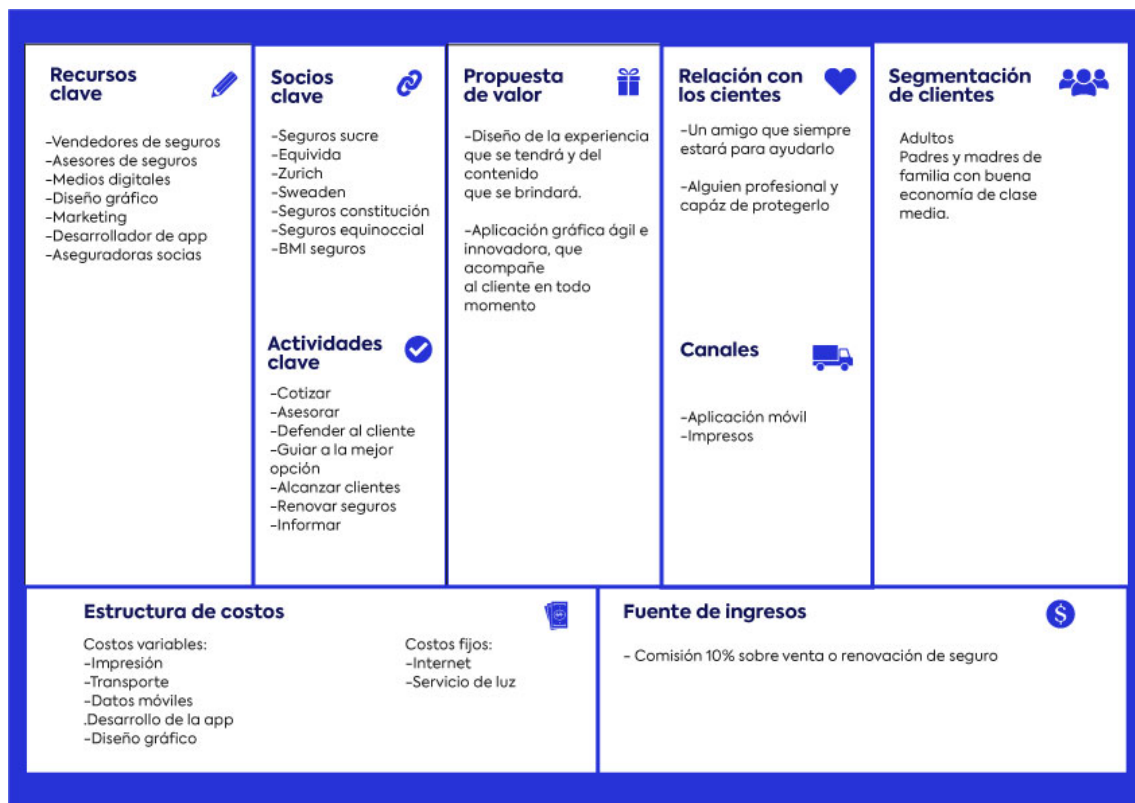 Recursos
clave
-Vendedores de seguros
-Asesores de seguros
-Medios digitales
-Diseño gráfico
-Marketing
-Desarrollador de app
-Aseguradoras socias
Socios
clave
-Seguros sucre
-Equivida
-Zurich
-Sweaden
-Seguros constitución
-Seguros equinoccial
-BMI seguros
Actividades
clave
-Cotizar
-Asesorar
-Defender al cliente
-Guiar a la mejor
opción
-Alcanzar clientes
-Renovar seguros
-Informar
Propuesta
de valor
-Diseño de la experiencia
que se tendrá y del
contenido
que se brindará.
-Aplicación gráfica ágil e
innovadora, que
acompañe
al cliente en todo
momento
Relación con
los cientes
-Un amigo que siempre
estará para ayudarlo
-Alguien profesional y
capáz de protegerlo
Canales
-Aplicación móvil
-Impresos
Segmentación
de clientes
Adultos
Padres y madres de
familia con buena
economía de clase
media.
Estructura de costos
Costos variables:
-Impresión
-Transporte
-Datos móviles
.Desarrollo de la app
-Diseño gráfico
Costos fijos:
-Internet
-Servicio de luz
Fuente de ingresos
$
- Comisión 10% sobre venta o renovación de seguro